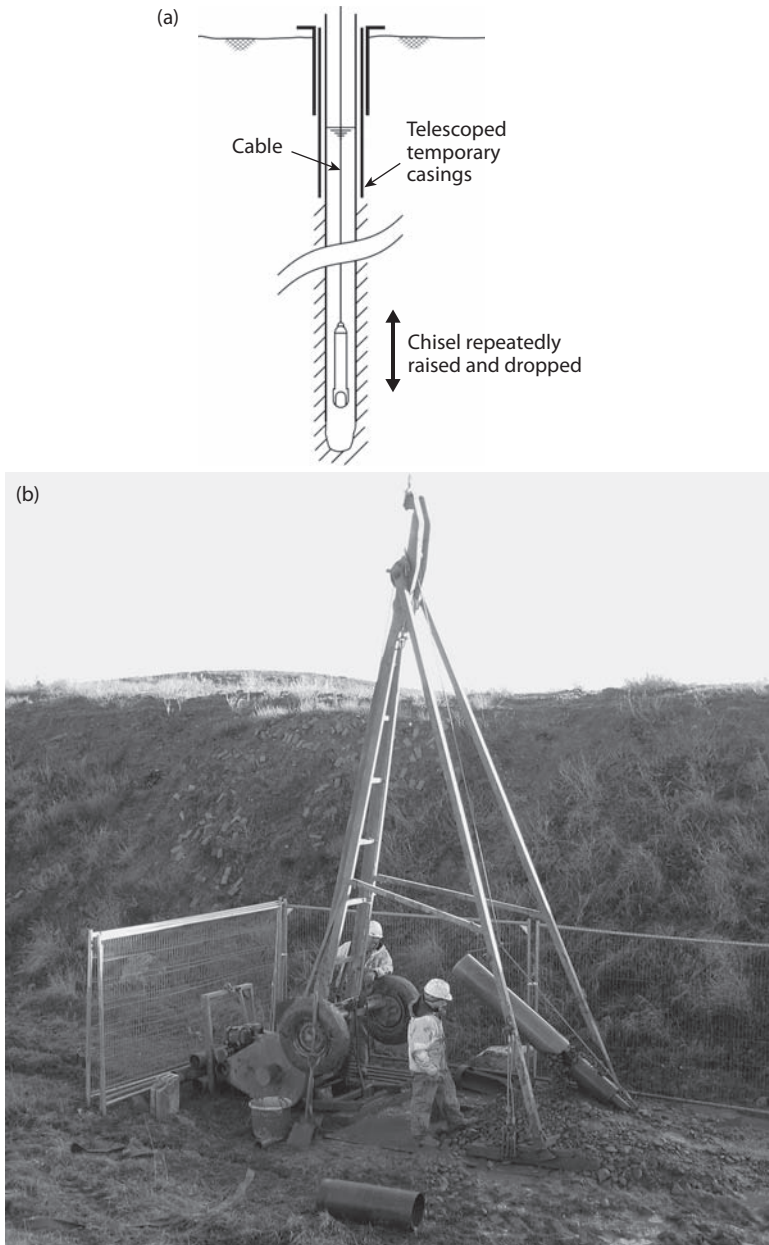 (a)
Cable
Telescoped
temporary
casings
Chisel repeatedly
raised and dropped
(b)